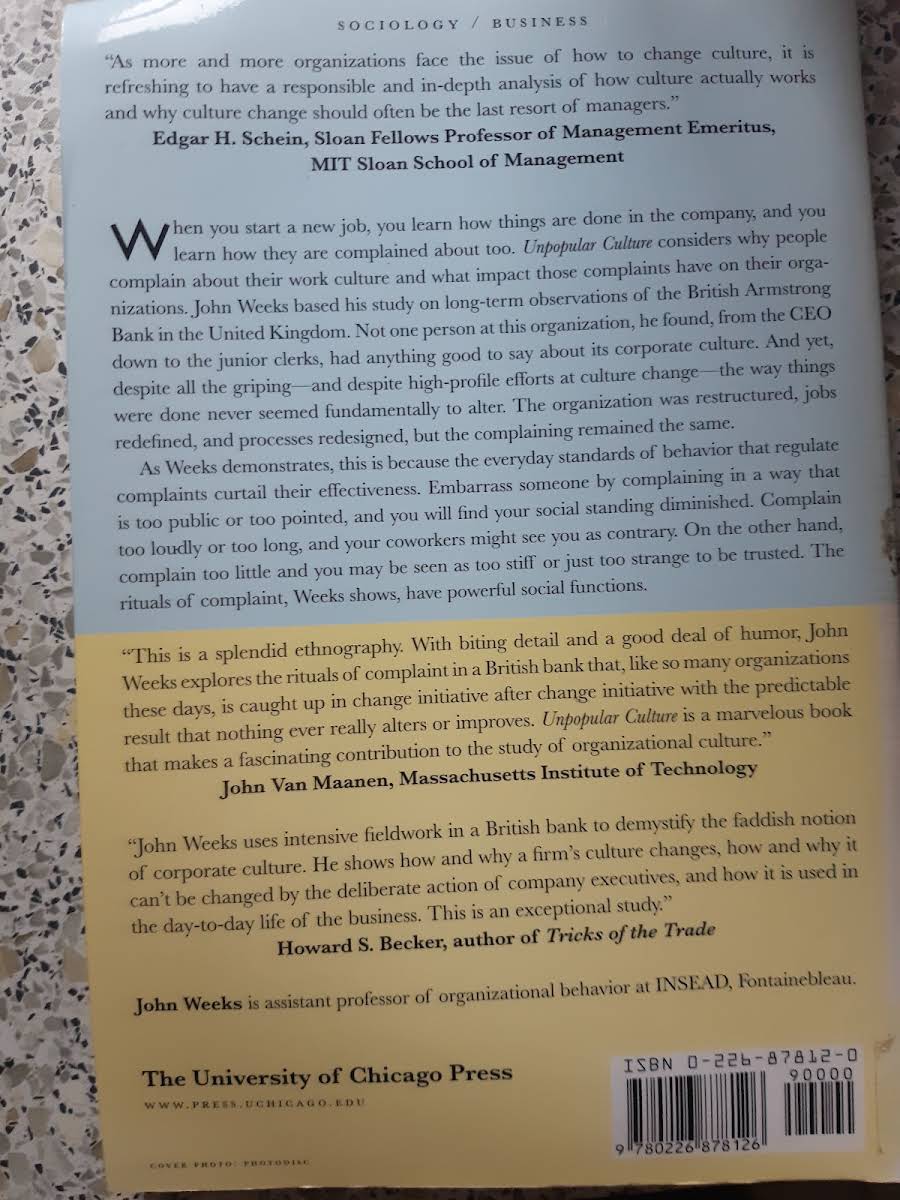 SOCIOLOGY / BUSINESS
“As more and more organizations face the issue of how to change culture, it is
refreshing to have a responsible and in-depth analysis of how culture actually works
and why culture change should often be the last resort of managers.”
Edgar H. Schein, Sloan Fellows Professor of Management Emeritus,
MIT Sloan School of Management
When you start a new job, you learn how things are done in the company, and you
learn how they are complained about too. Unpopular Culture considers why people
complain about their work culture and what impact those complaints have on their orga-
nizations. John Weeks based his study on long-term observations of the British Armstrong
Bank in the United Kingdom. Not one person at this organization, he found, from the CEO
down to the junior clerks, had anything good to say about its corporate culture. And yet,
despite all the griping—and despite high-profile efforts at culture change—the way things
were done never seemed fundamentally to alter. The organization was restructured, jobs
redefined, and processes redesigned, but the complaining remained the same.
As Weeks demonstrates, this is because the everyday standards of behavior that regulate
complaints curtail their effectiveness. Embarrass someone by complaining in a way that
is too public or too pointed, and you will find your social standing diminished. Complain
too loudly or too long, and your coworkers might see you as contrary. On the other hand,
complain too little and you may be seen as too stiff or just too strange to be trusted. The
rituals of complaint, Weeks shows, have powerful social functions.
“This is a splendid ethnography. With biting detail and a good deal of humor, John
Weeks explores the rituals of complaint in a British bank that, like so many organizations
these days, is caught up in change initiative after change initiative with the predictable
result that nothing ever really alters or improves. Unpopular Culture is a marvelous book
that makes a fascinating contribution to the study of organizational culture.”
John Van Maanen, Massachusetts Institute of Technology
“John Weeks uses intensive fieldwork in a British bank to demystify the faddish notion
of corporate culture. He shows how and why a firm’s culture changes, how and why it
can’t be changed by the deliberate action of company executives, and how it is used in
the day-to-day life of the business. This is an exceptional study.”
Howard S. Becker, author of Tricks of the Trade
John Weeks is assistant professor of organizational behavior at INSEAD, Fontainebleau.
The University of Chicago Press
WWW.PRESS.UCHICAGO.EDU
COVER PHOTO: PHOTODISC
ISBN 0-226-87812-0
90000
9 780226 878126